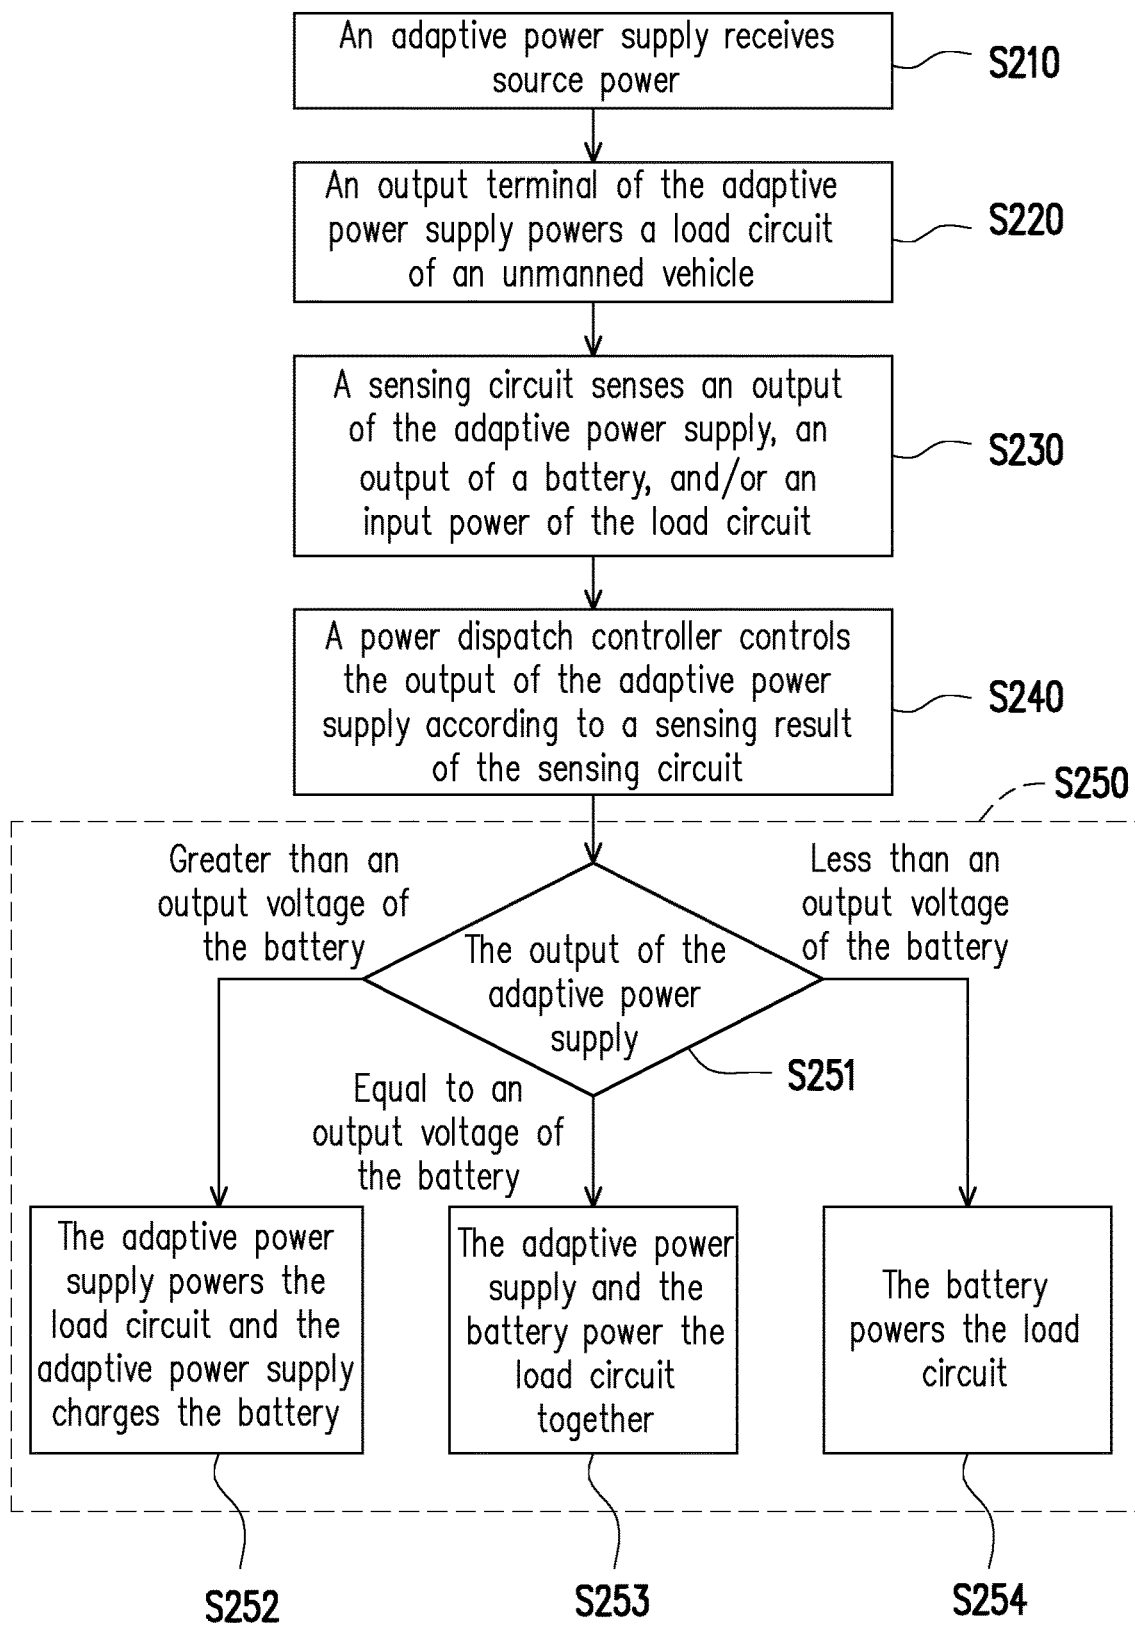 An adaptive power supply receives
source power
S210
An output terminal of the adaptive
power supply powers a load circuit
of an unmanned vehicle
S220
A sensing circuit senses an output
of the adaptive power supply, an
output of a battery, and/or an
input power of the load circuit
S230
A power dispatch controller controls
the output of the adaptive power
supply according to a sensing result
of the sensing circuit
S240
S250
Greater than an
output voltage of
the battery
Less than an
output voltage
of the battery
The output of the
adaptive power
supply
S251
Equal to an
output voltage of
the battery
The adaptive power
supply powers the
load circuit and the
adaptive power supply
charges the battery
The adaptive power
supply and the
battery power the
load circuit
together
The battery
powers the load
circuit
S252
S253
S254